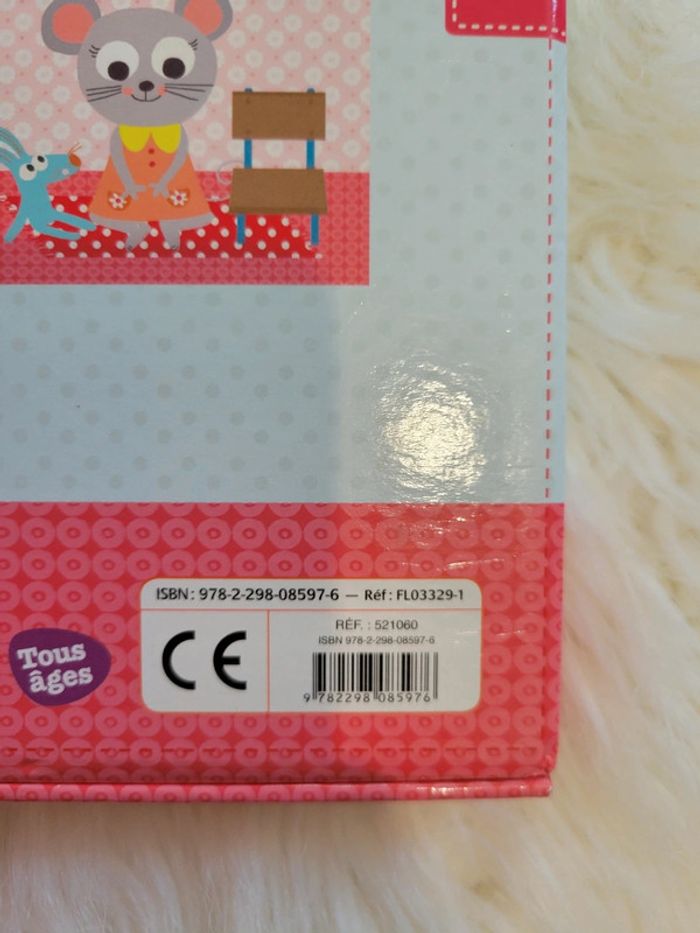 ISBN : 978-2-298-08597-6 — Réf : FL03329-1
CE
RÉF. : 521060
ISBN 978-2-298-08597-6
9 782298 085976
Tous
âges